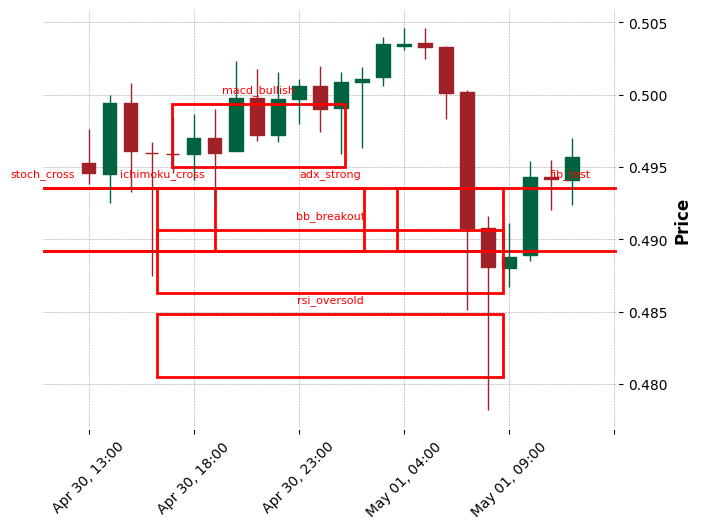 0.505
macd_bullish
0.500
stoch_cross
ichimoku_cross
adx_strong
fib_test
0.495
bb_breakout
0.490
Price
rsi_oversold
0.485
0.480
Apr 30, 13:00
Apr 30, 18:00
Apr 30, 23:00
May 01, 04:00
May 01, 09:00